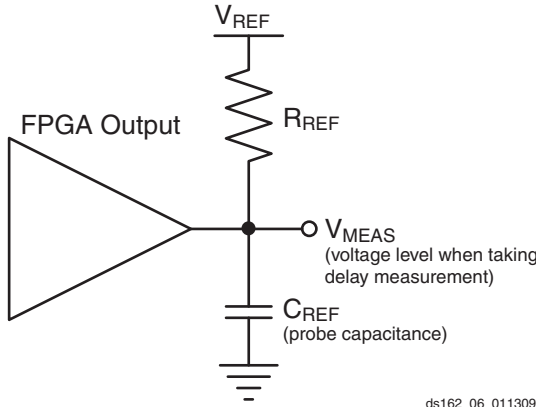 VREF
FPGA Output
RREF
VMEAS
(voltage level when taking
delay measurement)
CREF
(probe capacitance)
ds162_06_011309